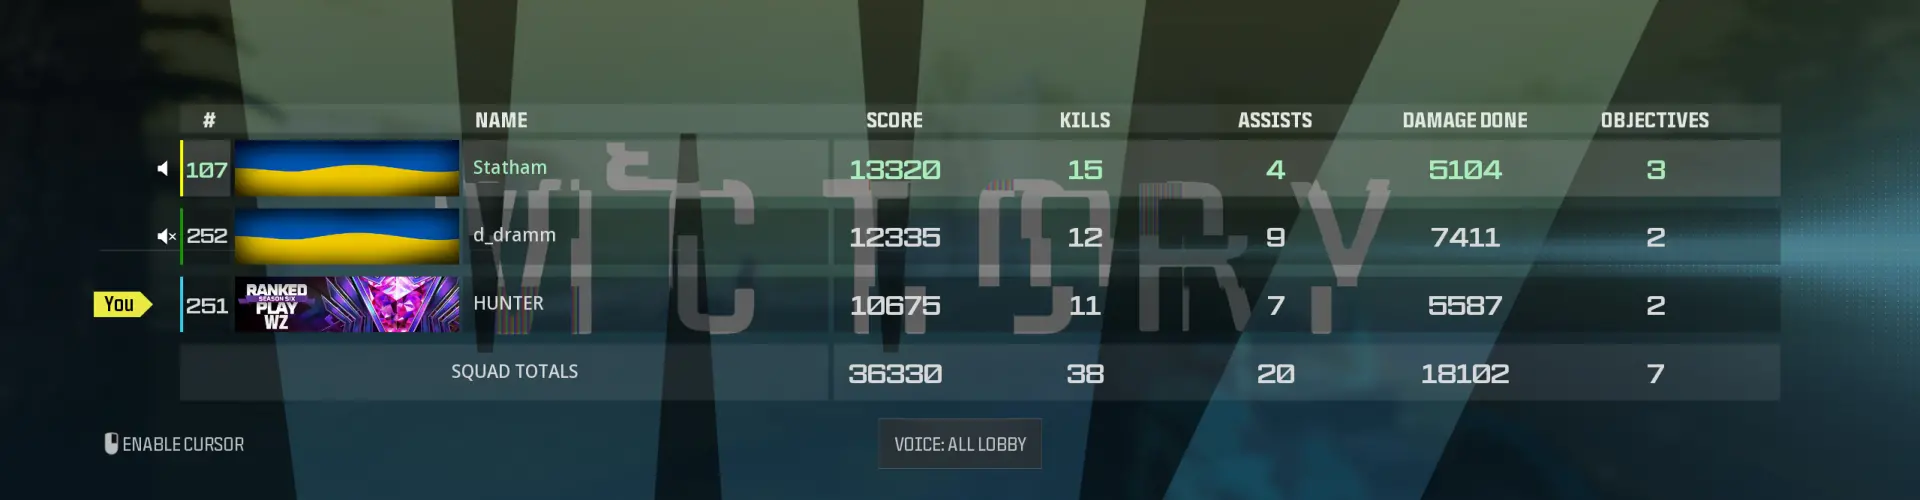 # NAME SCORE KILLS ASSISTS DAMAGE DONE OBJECTIVES
107 Statham 13320 15 4 5104 3
252 d_dramm 12335 12 9 7411 2
You 251 RANKED SEASON SIX PLAY WZ HUNTER 10675 11 7 5587 2
VICTORY
SQUAD TOTALS 36330 38 20 18102 7
ENABLE CURSOR VOICE: ALL LOBBY